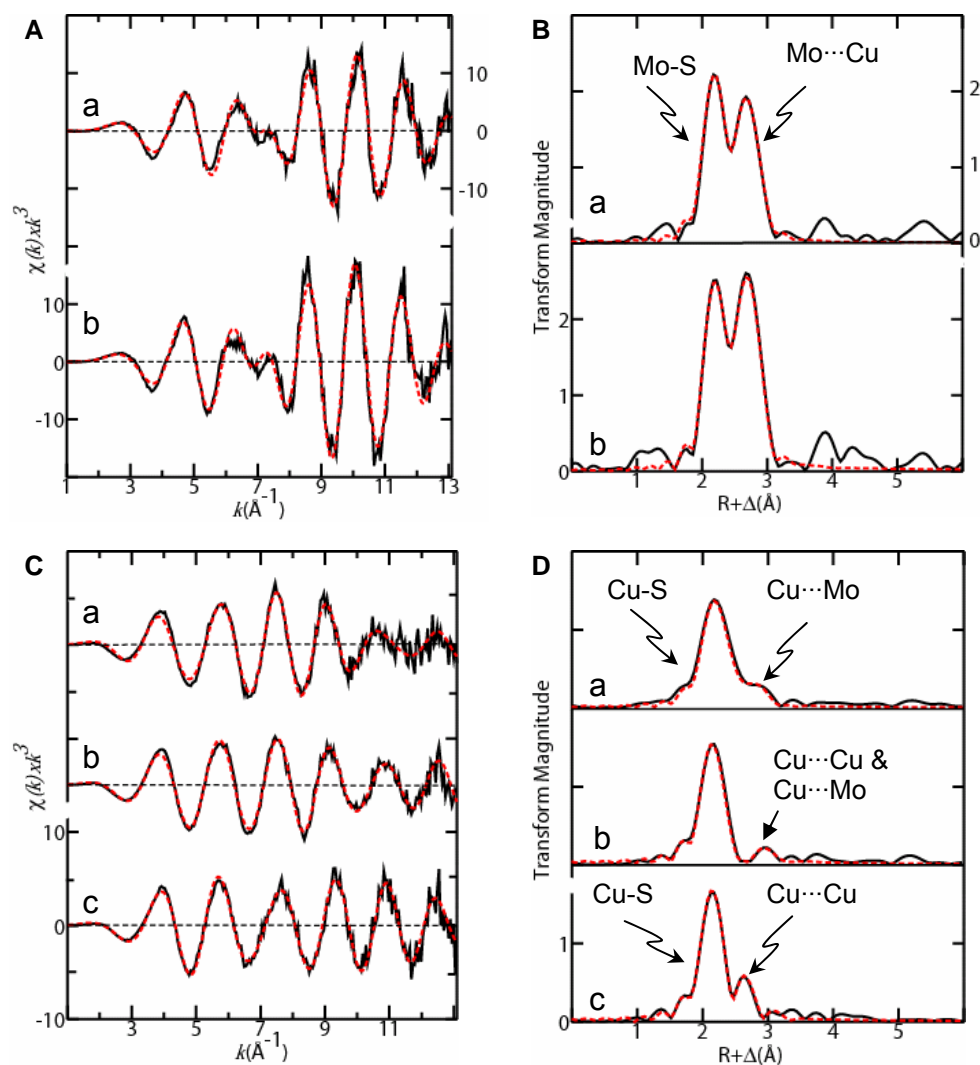 A
a
10
0
-10
χ(k)xk³
b
10
0
-10
1 3 5 7 9 11 13
k(Å⁻¹)
B
Mo-S
Mo···Cu
a
2
1
0
Transform Magnitude
2
1
b
0
1 2 3 4 5
R+Δ(Å)
C
a
b
χ(k)xk³
10
c
0
-10
1 3 5 7 9 11
k(Å⁻¹)
D
Cu-S
Cu···Mo
a
Transform Magnitude
Cu···Cu &
Cu···Mo
b
Cu-S
Cu···Cu
1
c
0
1 2 3 4 5
R+Δ(Å)